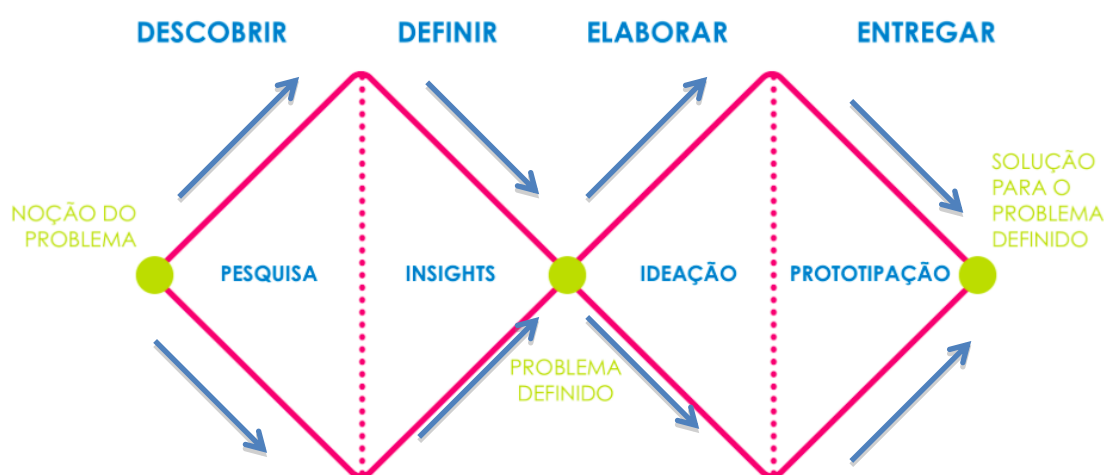 DESCOBRIR
DEFINIR
ELABORAR
ENTREGAR
NOÇÃO DO
PROBLEMA
PESQUISA
INSIGHTS
IDEAÇÃO
PROTOTIPAÇÃO
SOLUÇÃO
PARA O
PROBLEMA
DEFINIDO
PROBLEMA
DEFINIDO